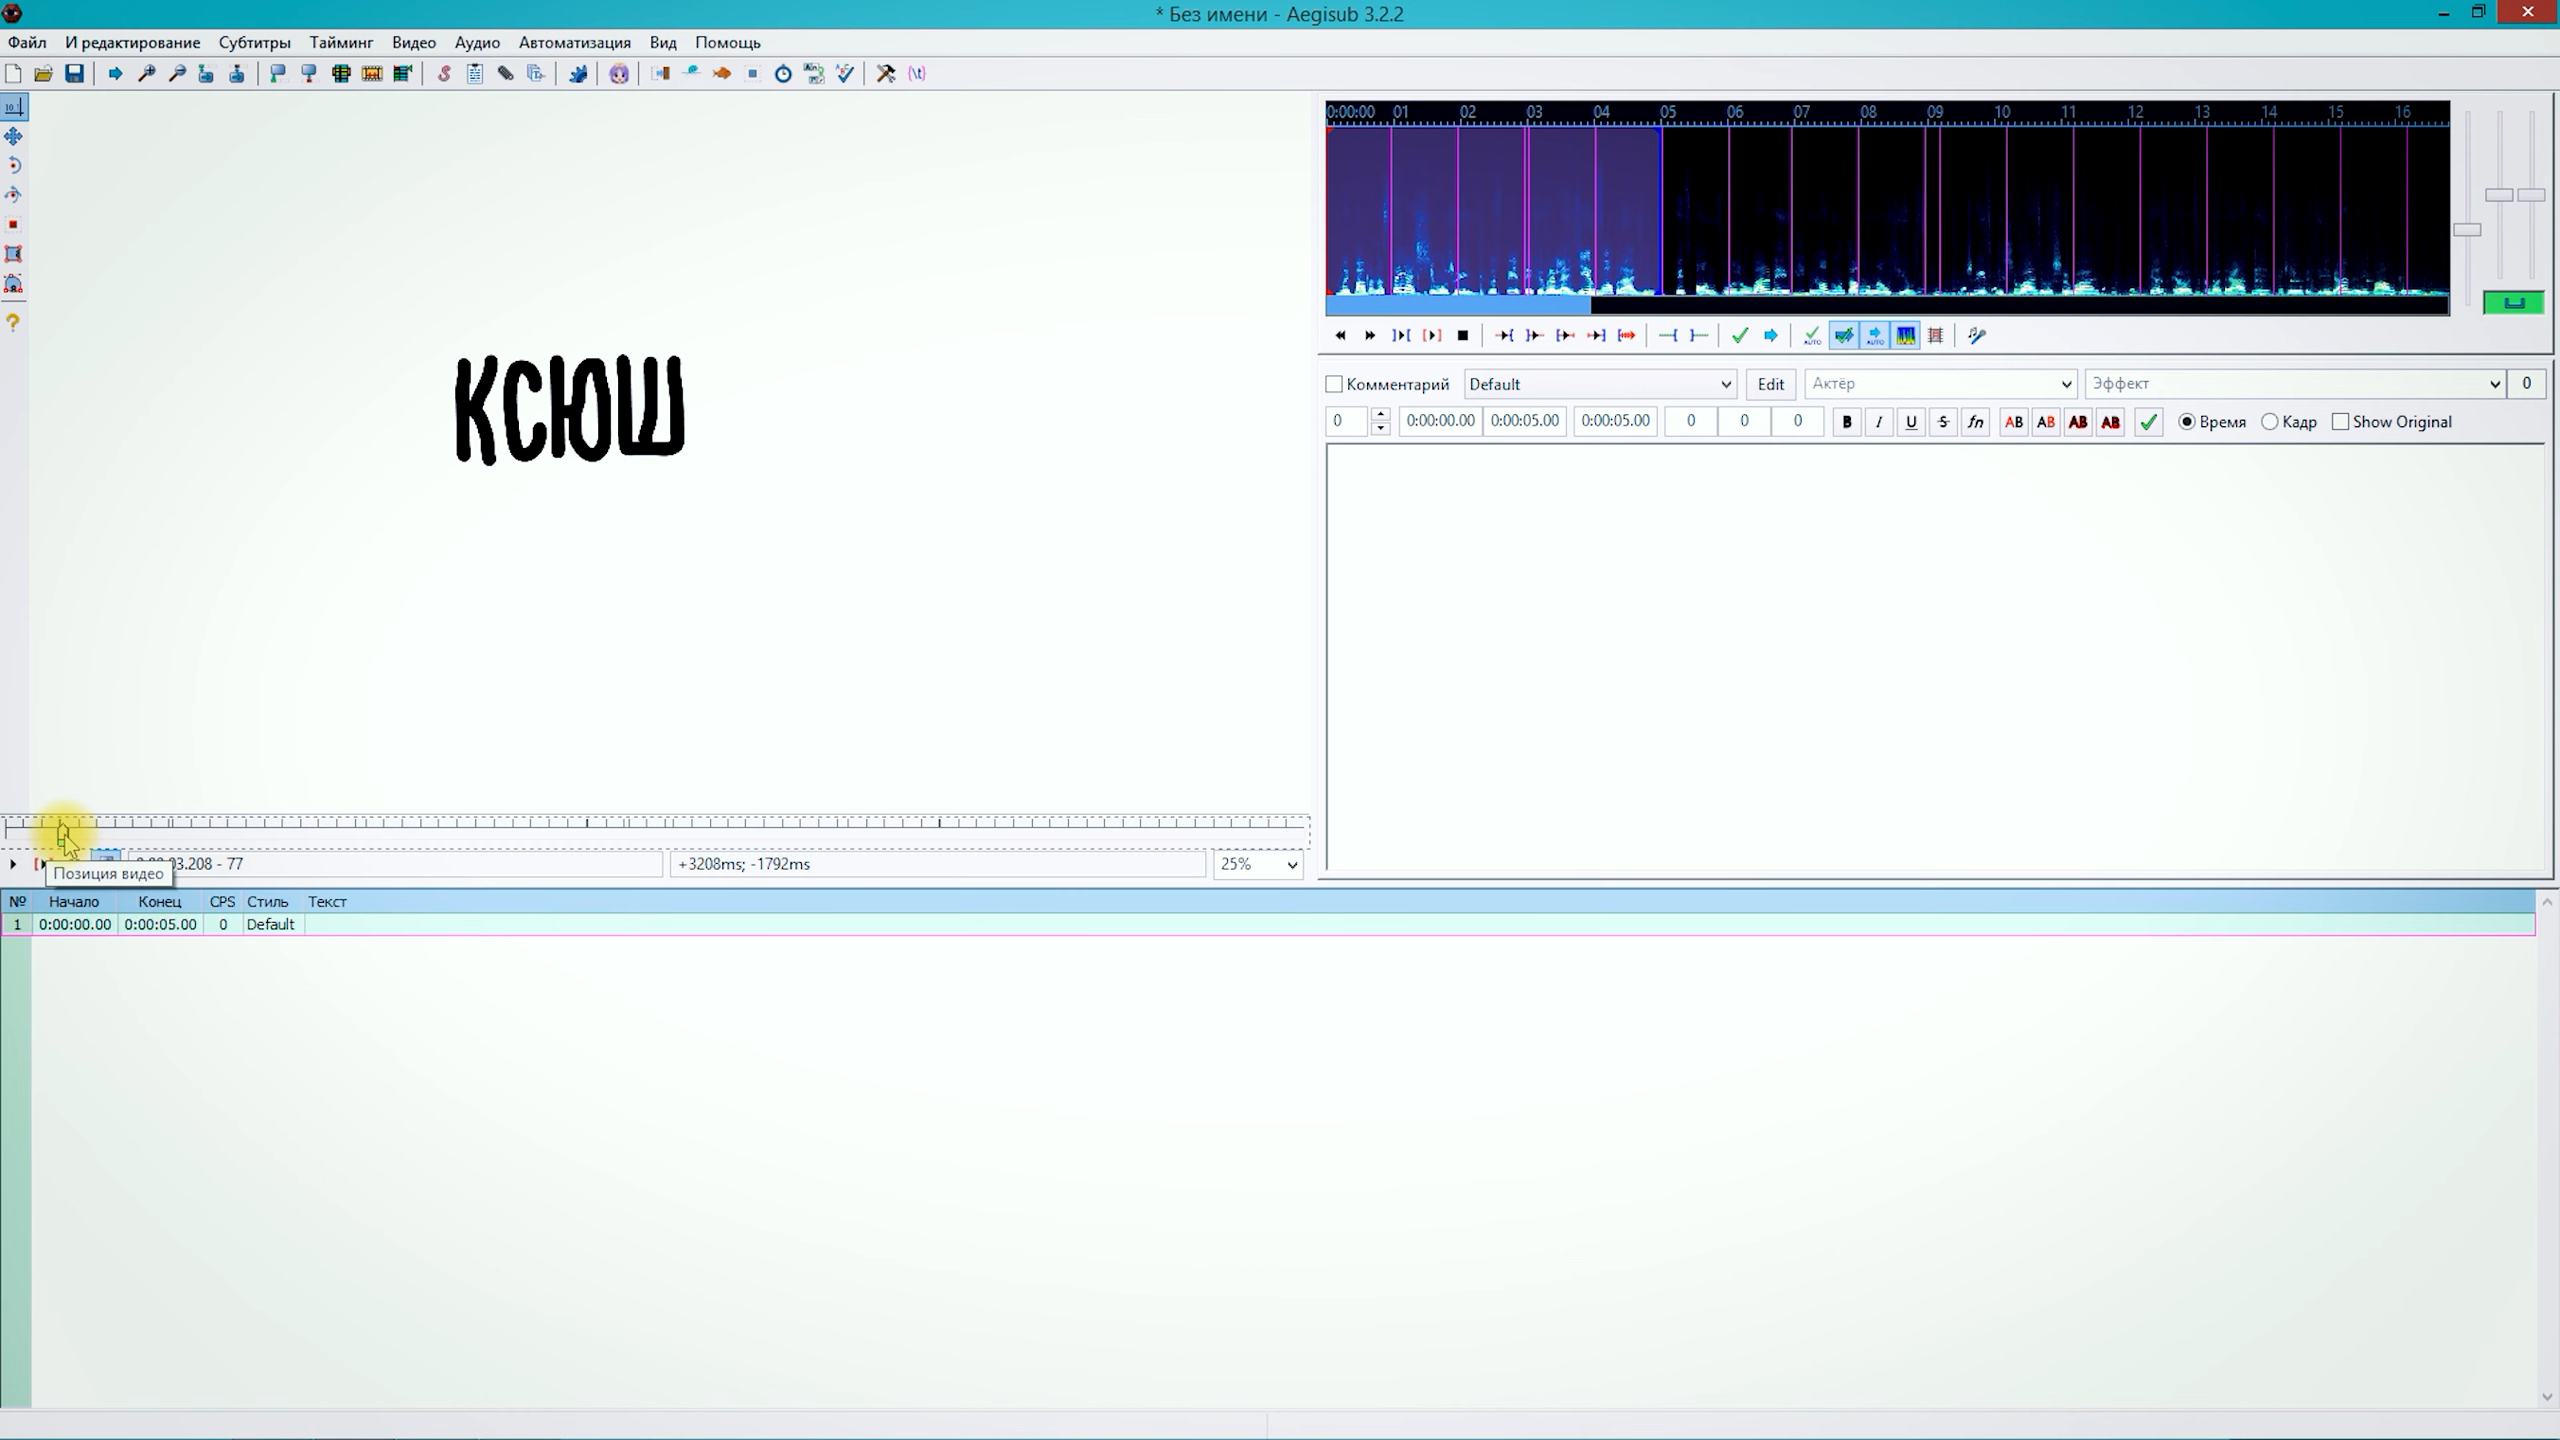 * Без имени - Aegisub 3.2.2
Файл И редактирование Субтитры Тайминг Видео Аудио Автоматизация Вид Помощь
0:00:00 01 02 03 04 05 06 07 08 09 10 11 12 13 14 15 16
КСЮШ
Комментарий Default Edit Актёр Эффект 0
0 0:00:00.00 0:00:05.00 0:00:05.00 0 0 0 B I U S fn AB AB AB AB Время Кадр Show Original
3.208 - 77 +3208ms; -1792ms 25%
Позиция видео
№ Начало Конец CPS Стиль Текст
1 0:00:00.00 0:00:05.00 0 Default